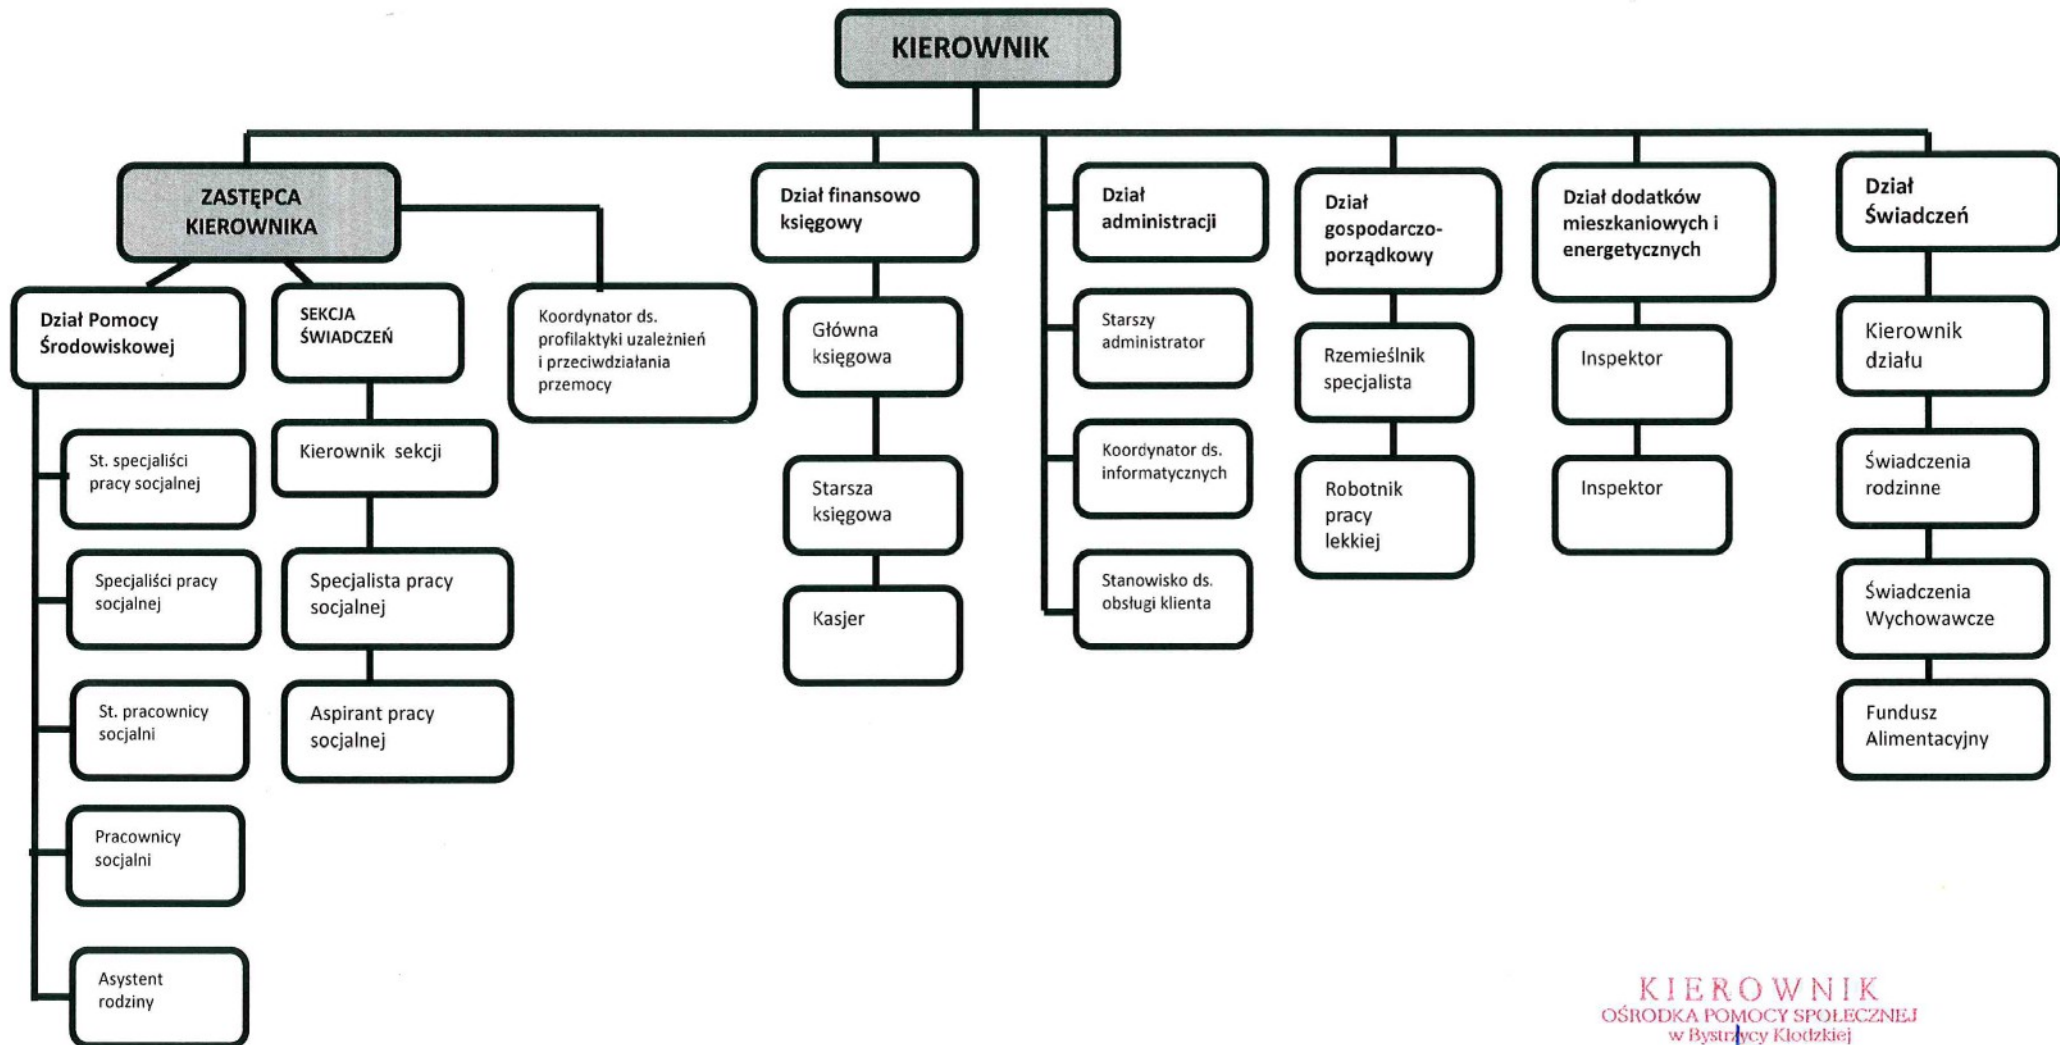 KIEROWNIK
ZASTĘPCA
KIEROWNIKA
Dział Pomocy
Środowiskowej
St. specjaliści
pracy socjalnej
Specjaliści pracy
socjalnej
St. pracownicy
socjalni
Pracownicy
socjalni
Asystent
rodziny
SEKCJA
ŚWIADCZEŃ
Kierownik sekcji
Specjalista pracy
socjalnej
Aspirant pracy
socjalnej
Koordynator ds.
profilaktyki uzależnień
i przeciwdziałania
przemocy
Dział finansowo
księgowy
Główna
księgowa
Starsza
księgowa
Kasjer
Dział
administracji
Starszy
administrator
Koordynator ds.
informatycznych
Stanowisko ds.
obsługi klienta
Dział
gospodarczo-
porządkowy
Rzemieślnik
specjalista
Robotnik
pracy
lekkiej
Dział dodatków
mieszkaniowych i
energetycznych
Inspektor
Inspektor
Dział
Świadczeń
Kierownik
działu
Świadczenia
rodzinne
Świadczenia
Wychowawcze
Fundusz
Alimentacyjny
KIEROWNIK
OŚRODKA POMOCY SPOŁECZNEJ
w Bystrzycy Kłodzkiej